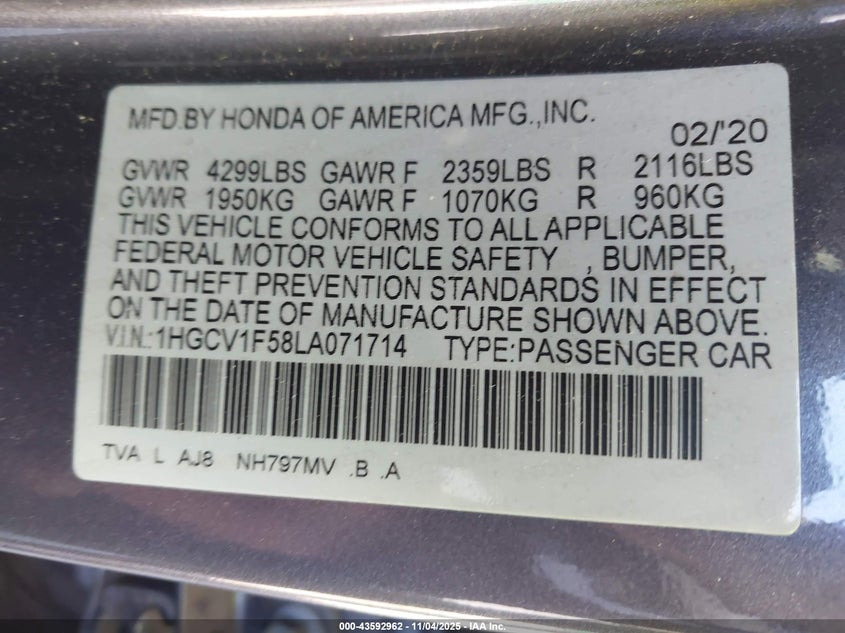 MFD.BY HONDA OF AMERICA MFG.,INC.
02/'20
GVWR 4299LBS GAWR F 2359LBS R 2116LBS
GVWR 1950KG GAWR F 1070KG R 960KG
THIS VEHICLE CONFORMS TO ALL APPLICABLE
FEDERAL MOTOR VEHICLE SAFETY , BUMPER,
AND THEFT PREVENTION STANDARDS IN EFFECT
ON THE DATE OF MANUFACTURE SHOWN ABOVE.
V.I.N.:1HGCV1F58LA071714 TYPE:PASSENGER CAR
TVA L AJ8 NH797MV .B .A
000-43592962 - 11/04/2025 - Copart, Inc. IAA